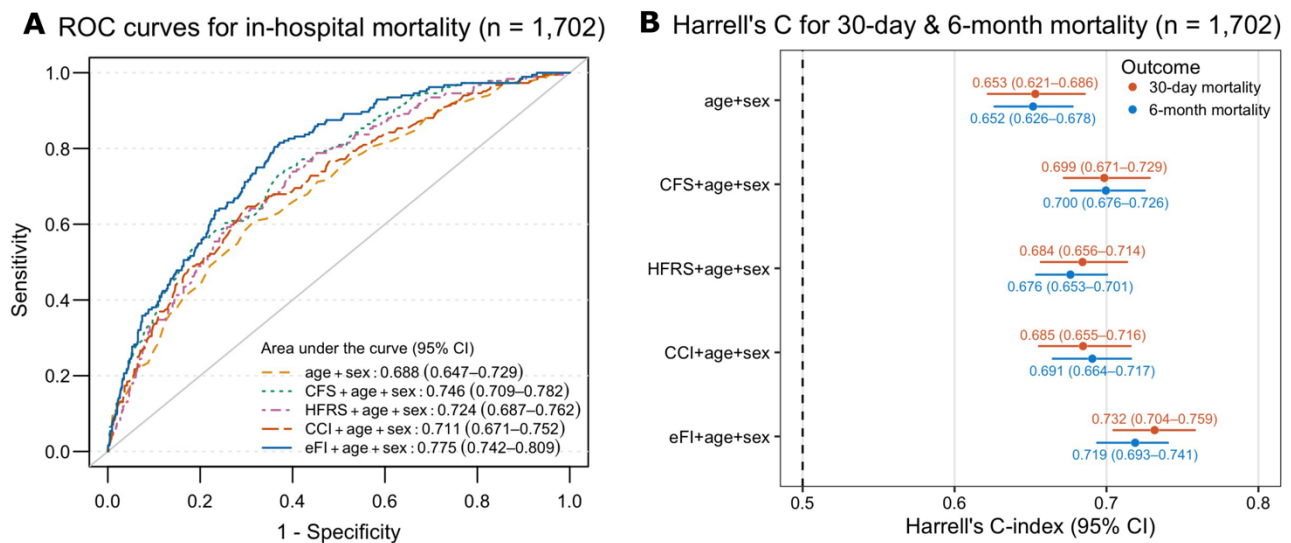 A ROC curves for in-hospital mortality (n = 1,702)
Sensitivity
1.0
0.8
0.6
0.4
0.2
0.0
Area under the curve (95% CI)
age + sex : 0.688 (0.647–0.729)
CFS + age + sex : 0.746 (0.709–0.782)
HFRS + age + sex : 0.724 (0.687–0.762)
CCI + age + sex : 0.711 (0.671–0.752)
eFI + age + sex : 0.775 (0.742–0.809)
0.0 0.2 0.4 0.6 0.8 1.0
1 - Specificity
B Harrell's C for 30-day & 6-month mortality (n = 1,702)
Outcome
30-day mortality
6-month mortality
age+sex
0.653 (0.621–0.686)
0.652 (0.626–0.678)
CFS+age+sex
0.699 (0.671–0.729)
0.700 (0.676–0.726)
HFRS+age+sex
0.684 (0.656–0.714)
0.676 (0.653–0.701)
CCI+age+sex
0.685 (0.655–0.716)
0.691 (0.664–0.717)
eFI+age+sex
0.732 (0.704–0.759)
0.719 (0.693–0.741)
0.5 0.6 0.7 0.8
Harrell's C-index (95% CI)